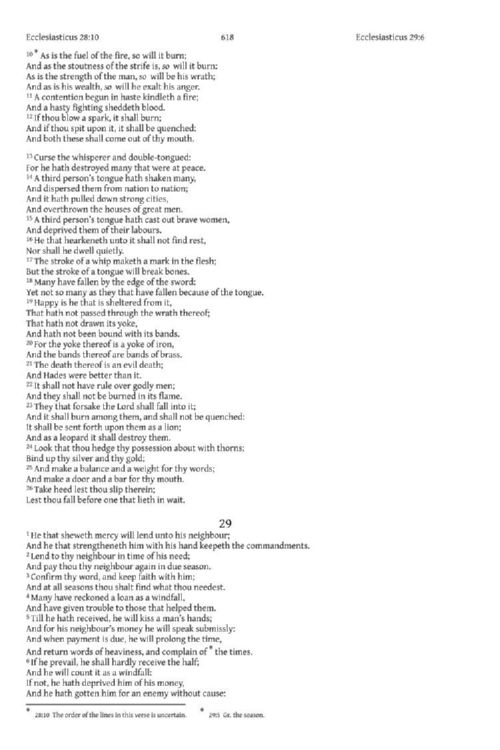 Ecclesiasticus 28:10 618 Ecclesiasticus 29:6
10 * As is the fuel of the fire, so will it burn;
And as the stoutness of the strife is, so will it burn:
As is the strength of the man, so will be his wrath;
And as is his wealth, so will he exalt his anger.
11 A contention begun in haste kindleth a fire;
And a hasty fighting sheddeth blood.
12 If thou blow a spark, it shall burn;
And if thou spit upon it, it shall be quenched:
And both these shall come out of thy mouth.
13 Curse the whisperer and double-tongued:
For he hath destroyed many that were at peace.
14 A third person's tongue hath shaken many,
And dispersed them from nation to nation;
And it hath pulled down strong cities,
And overthrown the houses of great men.
15 A third person's tongue hath cast out brave women,
And deprived them of their labours.
16 He that hearkeneth unto it shall not find rest,
Nor shall he dwell quietly.
17 The stroke of a whip maketh a mark in the flesh;
But the stroke of a tongue will break bones.
18 Many have fallen by the edge of the sword:
Yet not so many as they that have fallen because of the tongue.
19 Happy is he that is sheltered from it,
That hath not passed through the wrath thereof;
That hath not drawn its yoke,
And hath not been bound with its bands.
20 For the yoke thereof is a yoke of iron,
And the bands thereof are bands of brass.
21 The death thereof is an evil death;
And Hades were better than it.
22 It shall not have rule over godly men;
And they shall not be burned in its flame.
23 They that forsake the Lord shall fall into it;
And it shall burn among them, and shall not be quenched:
It shall be sent forth upon them as a lion;
And as a leopard it shall destroy them.
24 Look that thou hedge thy possession about with thorns;
Bind up thy silver and thy gold;
25 And make a balance and a weight for thy words;
And make a door and a bar for thy mouth.
26 Take heed lest thou slip therein;
Lest thou fall before one that lieth in wait.
29
1 He that sheweth mercy will lend unto his neighbour;
And he that strengtheneth him with his hand keepeth the commandments.
2 Lend to thy neighbour in time of his need;
And pay thou thy neighbour again in due season.
3 Confirm thy word, and keep faith with him;
And at all seasons thou shalt find what thou needest.
4 Many have reckoned a loan as a windfall,
And have given trouble to those that helped them.
5 Till he hath received, he will kiss a man's hands;
And for his neighbour's money he will speak submissly:
And when payment is due, he will prolong the time,
And return words of heaviness, and complain of * the times.
6 If he prevail, he shall hardly receive the half;
And he will count it as a windfall:
If not, he hath deprived him of his money,
And he hath gotten him for an enemy without cause:
* 28:10 The order of the lines in this verse is uncertain. * 29:5 Gr. the season.